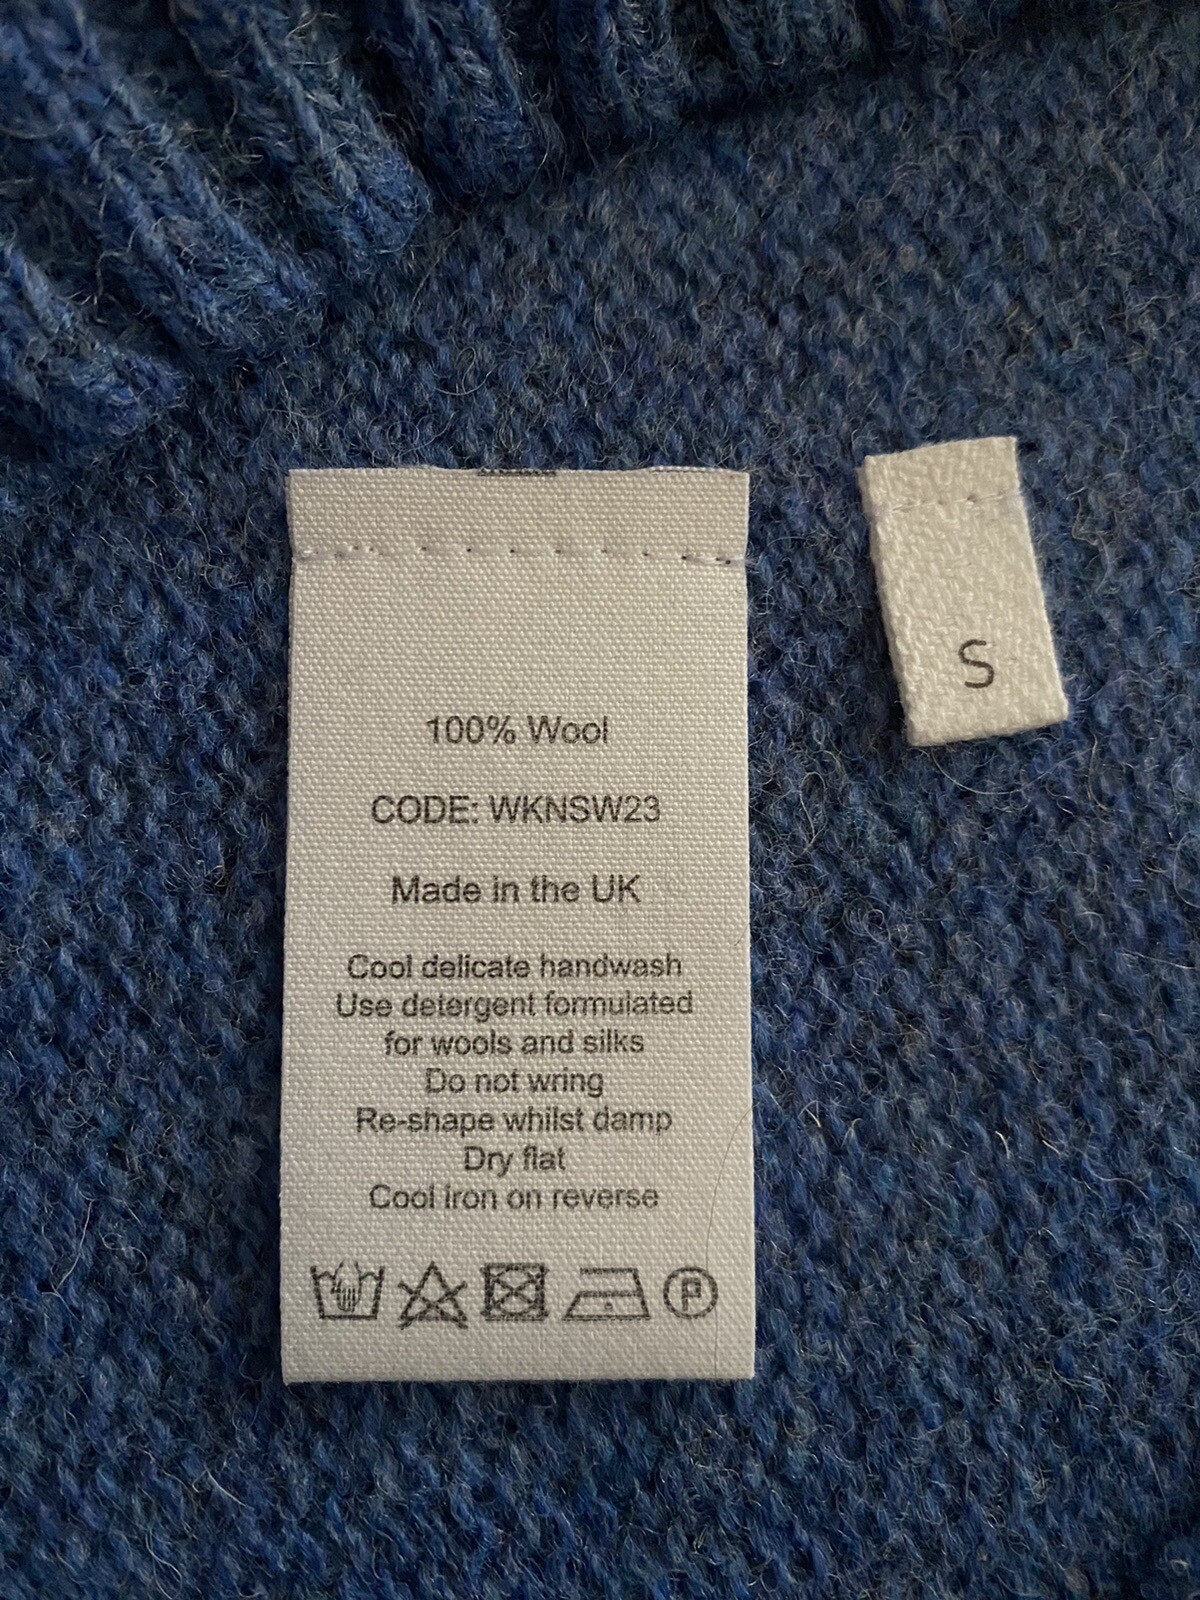 100% Wool
CODE: WKNSW23
Made in the UK
Cool delicate handwash
Use detergent formulated
for wools and silks
Do not wring
Re-shape whilst damp
Dry flat
Cool iron on reverse
P
S